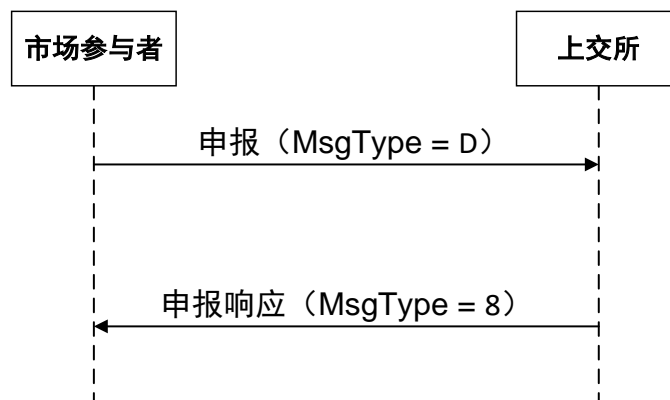 市场参与者
上交所
申报（MsgType = D）
申报响应（MsgType = 8）